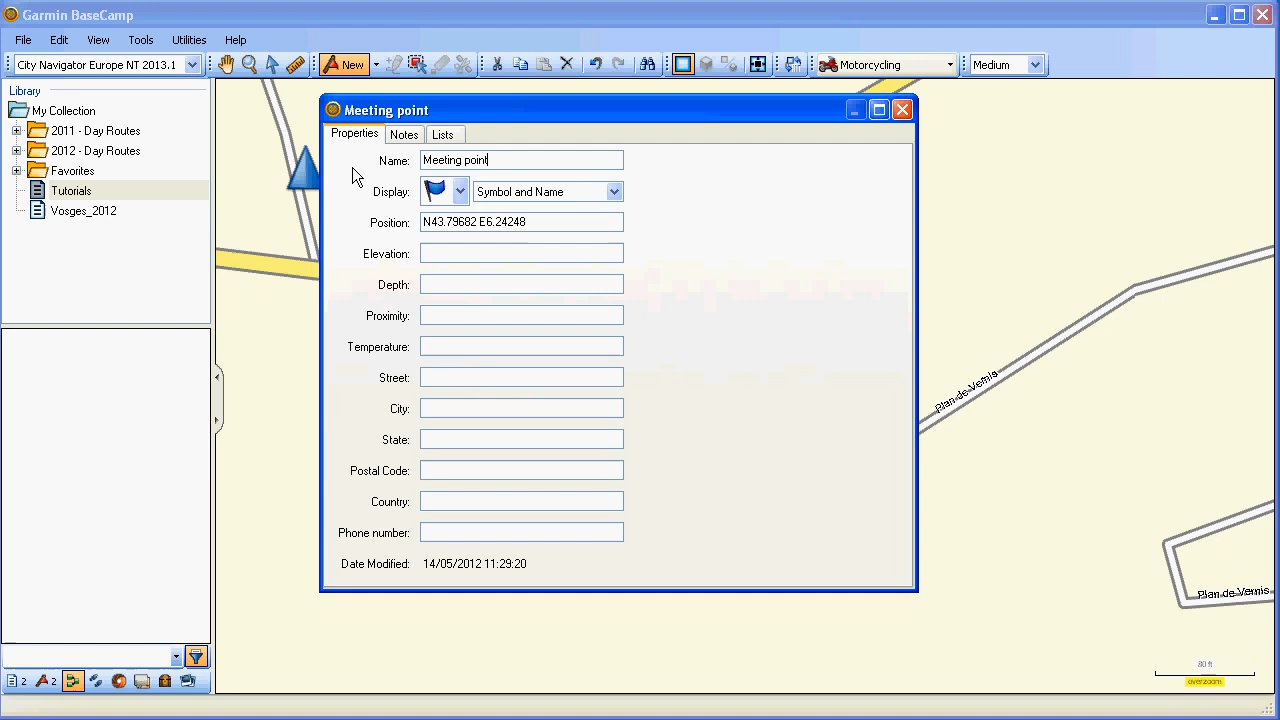 Garmin BaseCamp
File Edit View Tools Utilities Help
City Navigator Europe NT 2013.1 New Motorcycling Medium
Library
My Collection
2011 - Day Routes
2012 - Day Routes
Favorites
Tutorials
Vosges_2012
2 2
Meeting point
Properties Notes Lists
Name: Meeting point
Display: Symbol and Name
Position: N43.79682 E6.24248
Elevation:
Depth:
Proximity:
Temperature:
Street:
City:
State:
Postal Code:
Country:
Phone number:
Date Modified: 14/05/2012 11:29:20
Plan de Vernis
Plan de Vernis
80 ft
overzoom